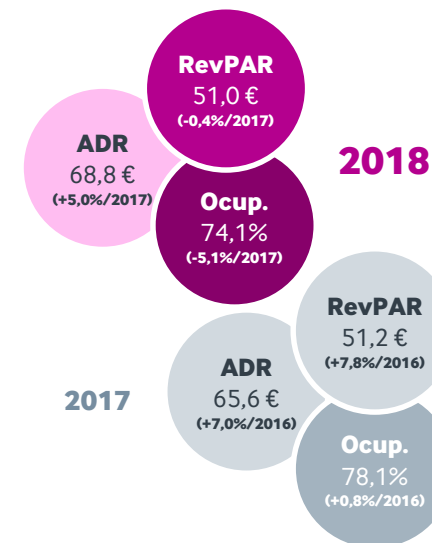 RevPAR
51,0 €
(-0,4%/2017)
ADR
68,8 €
(+5,0%/2017)
2018
Ocup.
74,1%
(-5,1%/2017)
RevPAR
51,2 €
(+7,8%/2016)
ADR
65,6 €
(+7,0%/2016)
2017
Ocup.
78,1%
(+0,8%/2016)